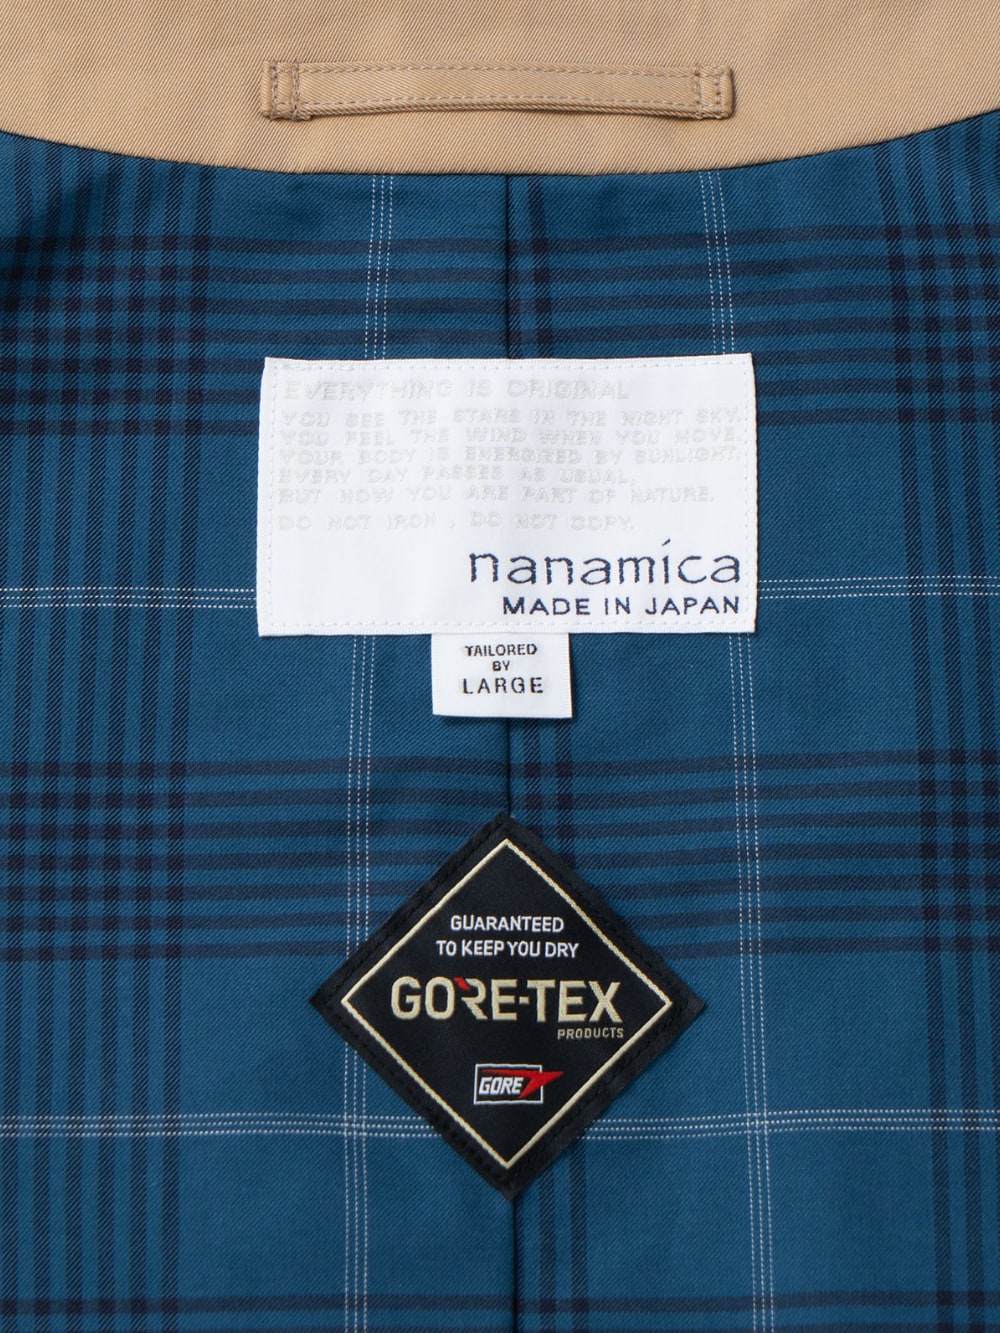 EVERYTHING IS ORIGINAL
YOU SEE THE STARS IN THE NIGHT SKY.
YOU FEEL THE WIND WHEN YOU MOVE.
YOUR BODY IS ENERGIZED BY SUNLIGHT.
EVERY DAY PASSES AS USUAL,
BUT NOW YOU ARE PART OF NATURE.
DO NOT IRON, DO NOT COPY.
nanamica
MADE IN JAPAN
TAILORED
BY
LARGE
GUARANTEED
TO KEEP YOU DRY
GORE-TEX
PRODUCTS
GORE